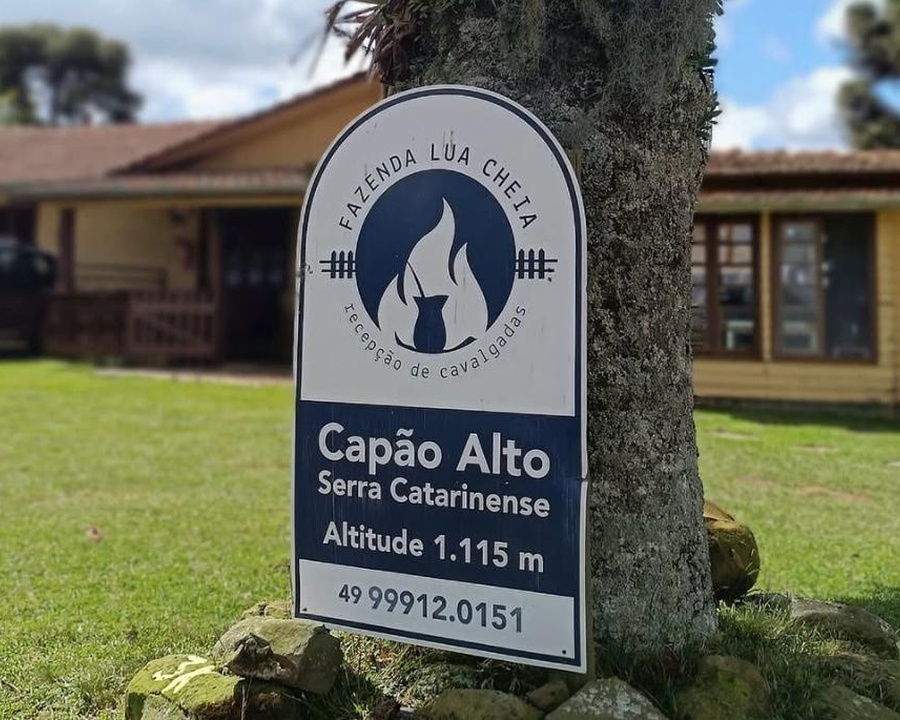 FAZENDA LUA CHEIA
recepção de cavalgadas
Capão Alto
Serra Catarinense
Altitude 1.115 m
49 99912.0151